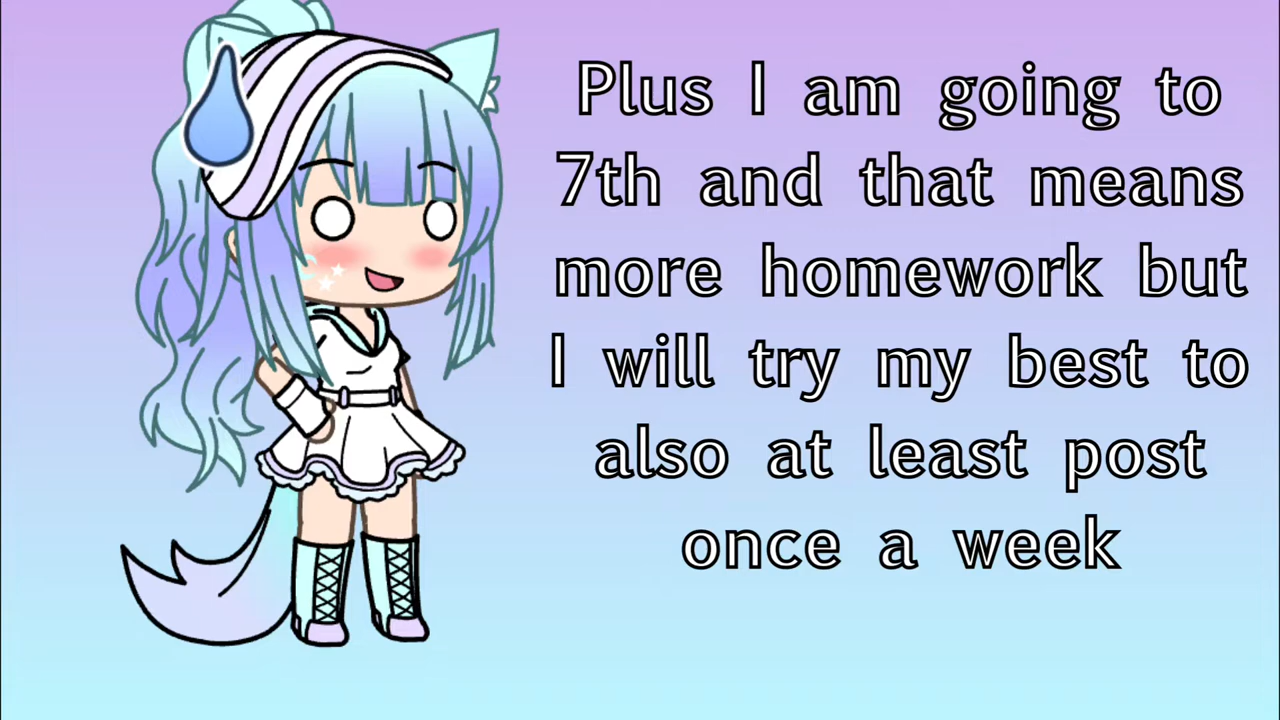 Plus I am going to
7th and that means
more homework but
I will try my best to
also at least post
once a week